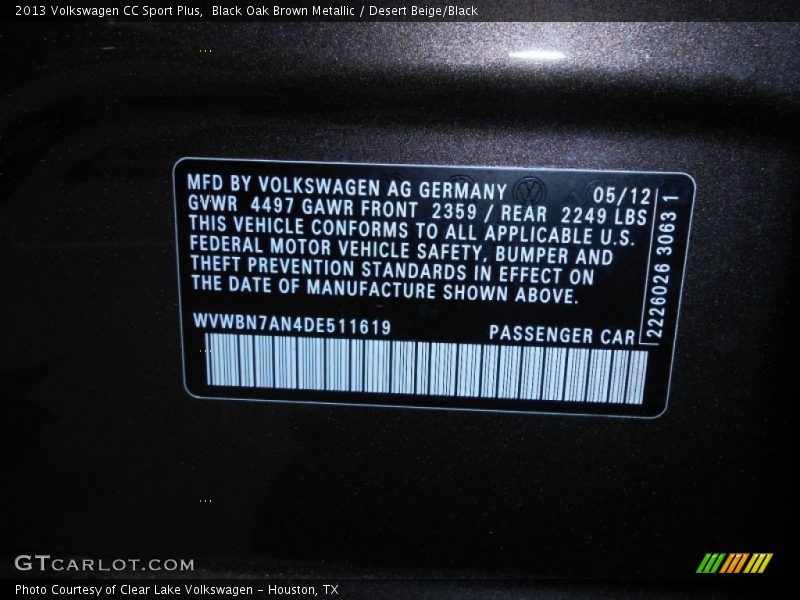 2013 Volkswagen CC Sport Plus,  Black Oak Brown Metallic / Desert Beige/Black
MFD BY VOLKSWAGEN AG GERMANY 05/12
GVWR 4497 GAWR FRONT 2359 / REAR 2249 LBS
THIS VEHICLE CONFORMS TO ALL APPLICABLE U.S.
FEDERAL MOTOR VEHICLE SAFETY, BUMPER AND
THEFT PREVENTION STANDARDS IN EFFECT ON
THE DATE OF MANUFACTURE SHOWN ABOVE.
WVWBN7AN4DE511619 PASSENGER CAR
2226026 3063 1
GTCARLOT.COM
Photo Courtesy of Clear Lake Volkswagen - Houston, TX